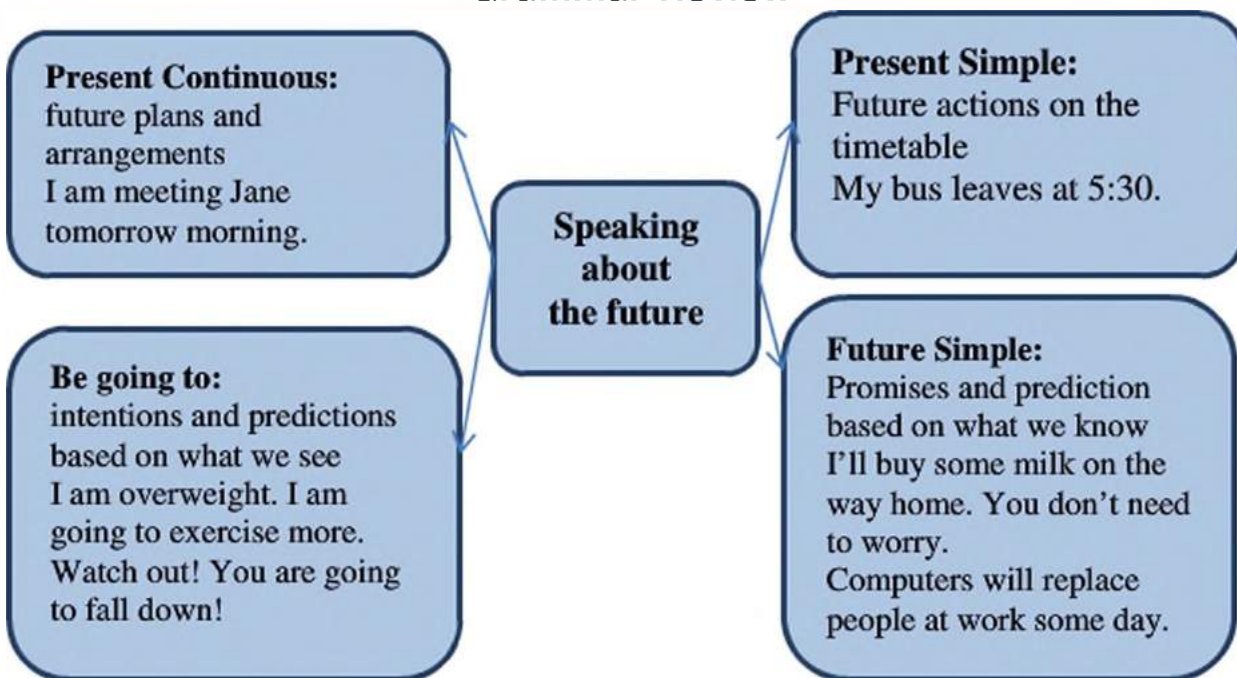 Present Continuous:
future plans and
arrangements
I am meeting Jane
tomorrow morning.
Present Simple:
Future actions on the
timetable
My bus leaves at 5:30.
Speaking
about
the future
Be going to:
intentions and predictions
based on what we see
I am overweight. I am
going to exercise more.
Watch out! You are going
to fall down!
Future Simple:
Promises and prediction
based on what we know
I’ll buy some milk on the
way home. You don’t need
to worry.
Computers will replace
people at work some day.